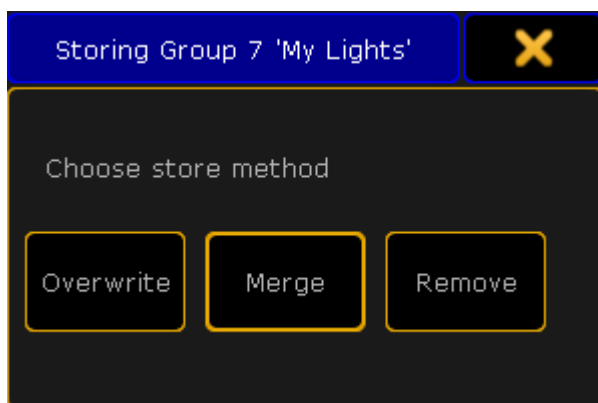 Storing Group 7 'My Lights'
Choose store method
Overwrite
Merge
Remove